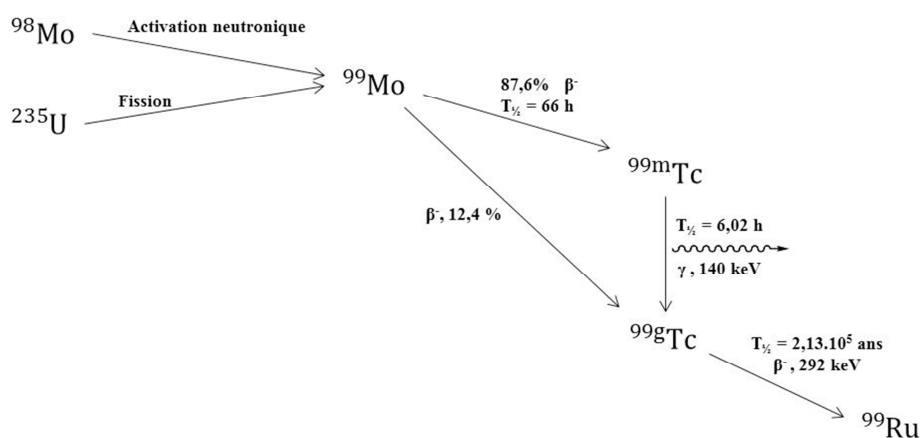 ⁹⁸Mo
Activation neutronique
²³⁵U
Fission
⁹⁹Mo
87,6% β⁻
T½ = 66 h
⁹⁹ᵐTc
β⁻, 12,4 %
T½ = 6,02 h
γ , 140 keV
⁹⁹ᵍTc
T½ = 2,13.10⁵ ans
β⁻ , 292 keV
⁹⁹Ru